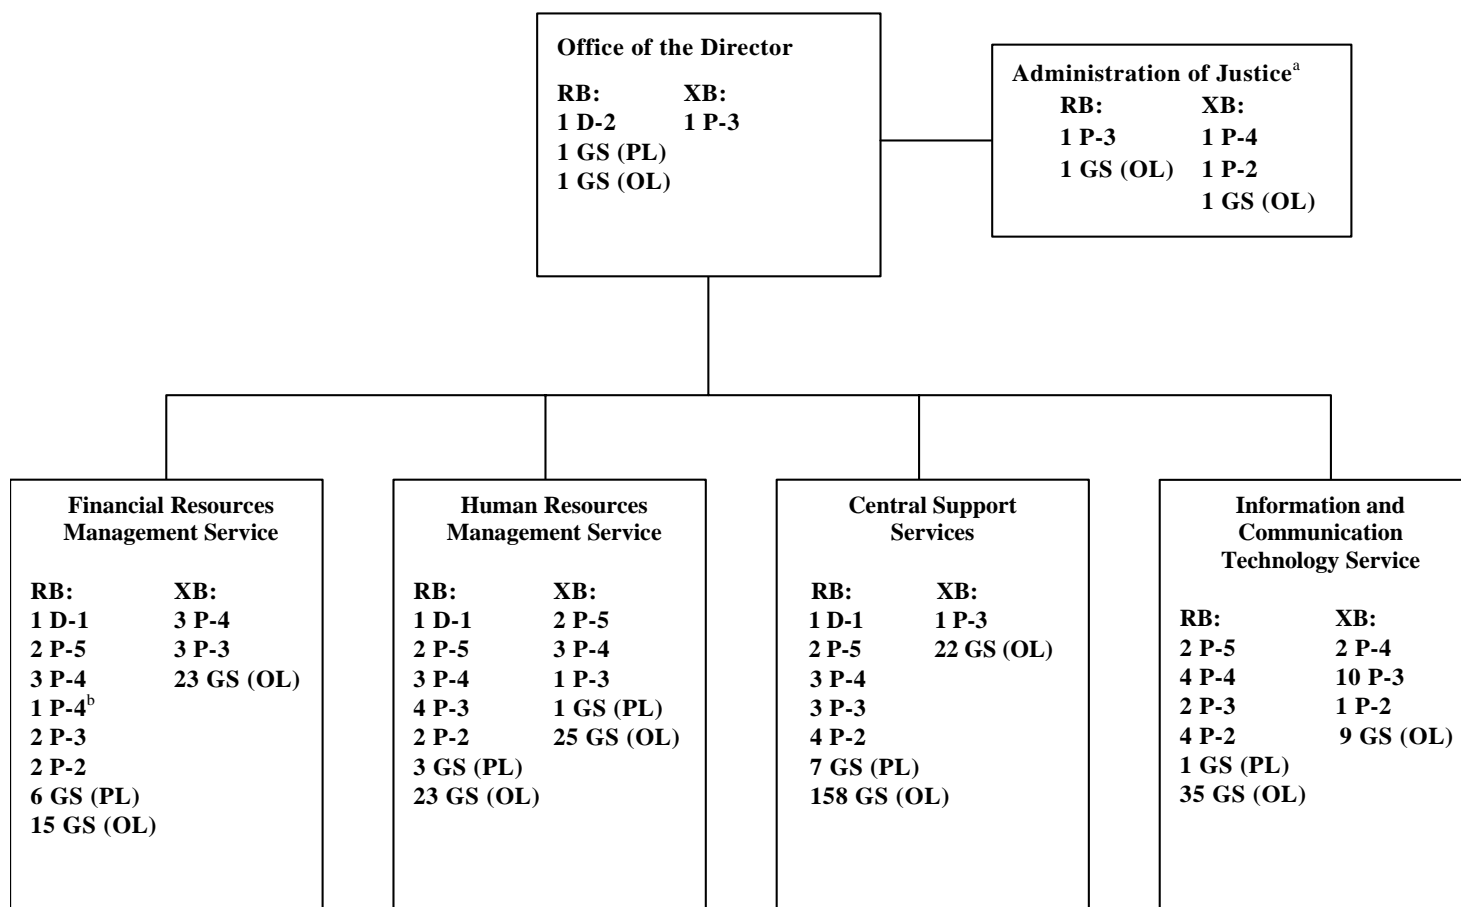 Office of the Director
RB: XB:
1 D-2 1 P-3
1 GS (PL)
1 GS (OL)
Administration of Justice^a
RB: XB:
1 P-3 1 P-4
1 GS (OL) 1 P-2
1 GS (OL)
Financial Resources
Management Service
RB: XB:
1 D-1 3 P-4
2 P-5 3 P-3
3 P-4 23 GS (OL)
1 P-4^b
2 P-3
2 P-2
6 GS (PL)
15 GS (OL)
Human Resources
Management Service
RB: XB:
1 D-1 2 P-5
2 P-5 3 P-4
3 P-4 1 P-3
4 P-3 1 GS (PL)
2 P-2 25 GS (OL)
3 GS (PL)
23 GS (OL)
Central Support
Services
RB: XB:
1 D-1 1 P-3
2 P-5 22 GS (OL)
3 P-4
3 P-3
4 P-2
7 GS (PL)
158 GS (OL)
Information and
Communication
Technology Service
RB: XB:
2 P-5 2 P-4
4 P-4 10 P-3
2 P-3 1 P-2
4 P-2 9 GS (OL)
1 GS (PL)
35 GS (OL)